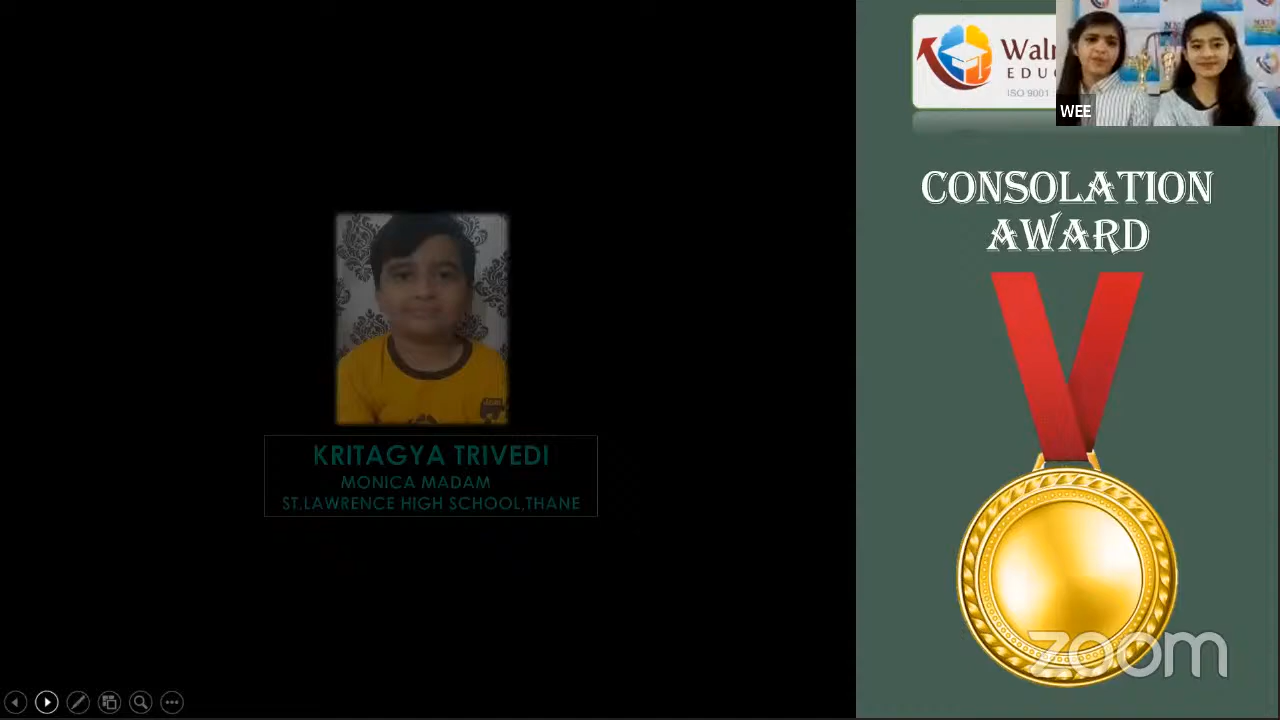 KRITAGYA TRIVEDI
MONICA MADAM
ST.LAWRENCE HIGH SCHOOL,THANE
WEE
CONSOLATION
AWARD
zoom